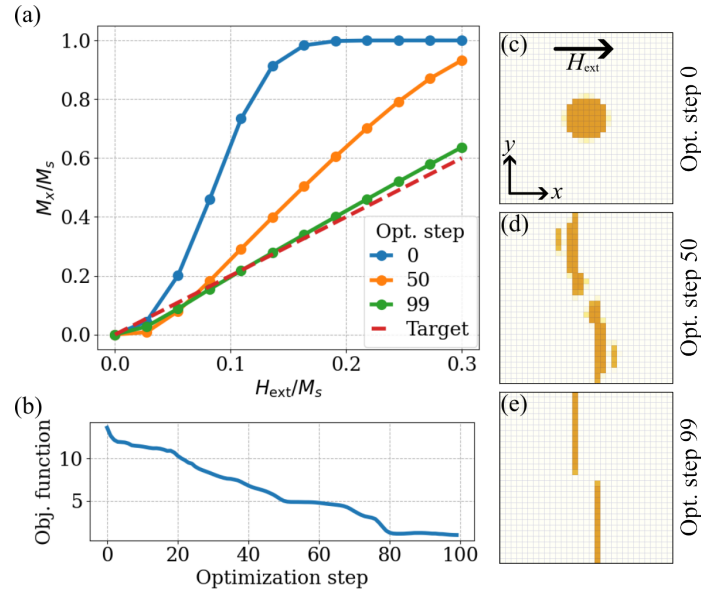 (a)
1.0
0.8
0.6
0.4
0.2
0.0
M_x/M_s
0.0
0.1
0.2
0.3
H_ext/M_s
Opt. step
0
50
99
Target
(b)
Obj. function
10
5
0
20
40
60
80
100
Optimization step
(c)
H_ext
y
x
Opt. step 0
(d)
Opt. step 50
(e)
Opt. step 99